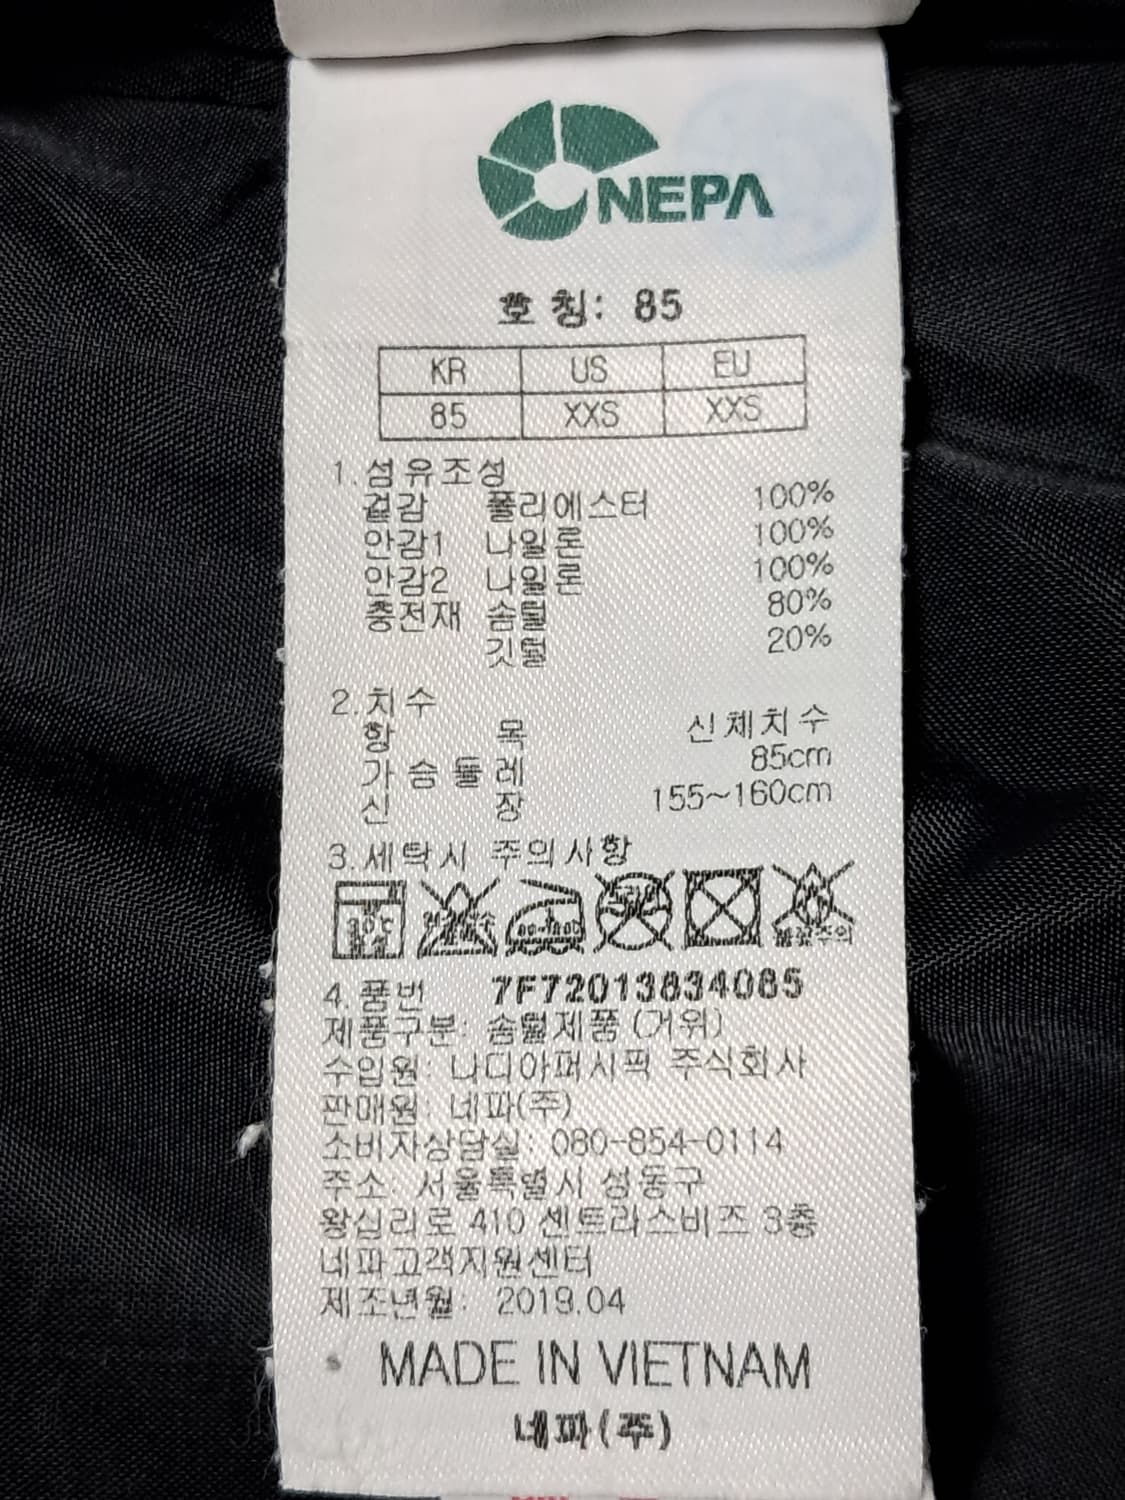 NEPA
호 칭: 85
KR US EU
85 XXS XXS
1.섬유조성
겉감 폴리에스터 100%
안감1 나일론 100%
안감2 나일론 100%
충전재 솜털 80%
깃털 20%
2.치수
항 목 신체치수
가슴둘레 85cm
신 장 155~160cm
3.세탁시 주의사항
30℃
4.품번 7F72013834085
제품구분: 솜털제품 (거위)
수입원: 나디아퍼시픽 주식회사
판매원: 네파(주)
소비자상담실: 080-854-0114
주소: 서울특별시 성동구
왕십리로 410 센트라스비즈 3층
네파고객지원센터
제조년월: 2019.04
s MADE IN VIETNAM
네파(주)